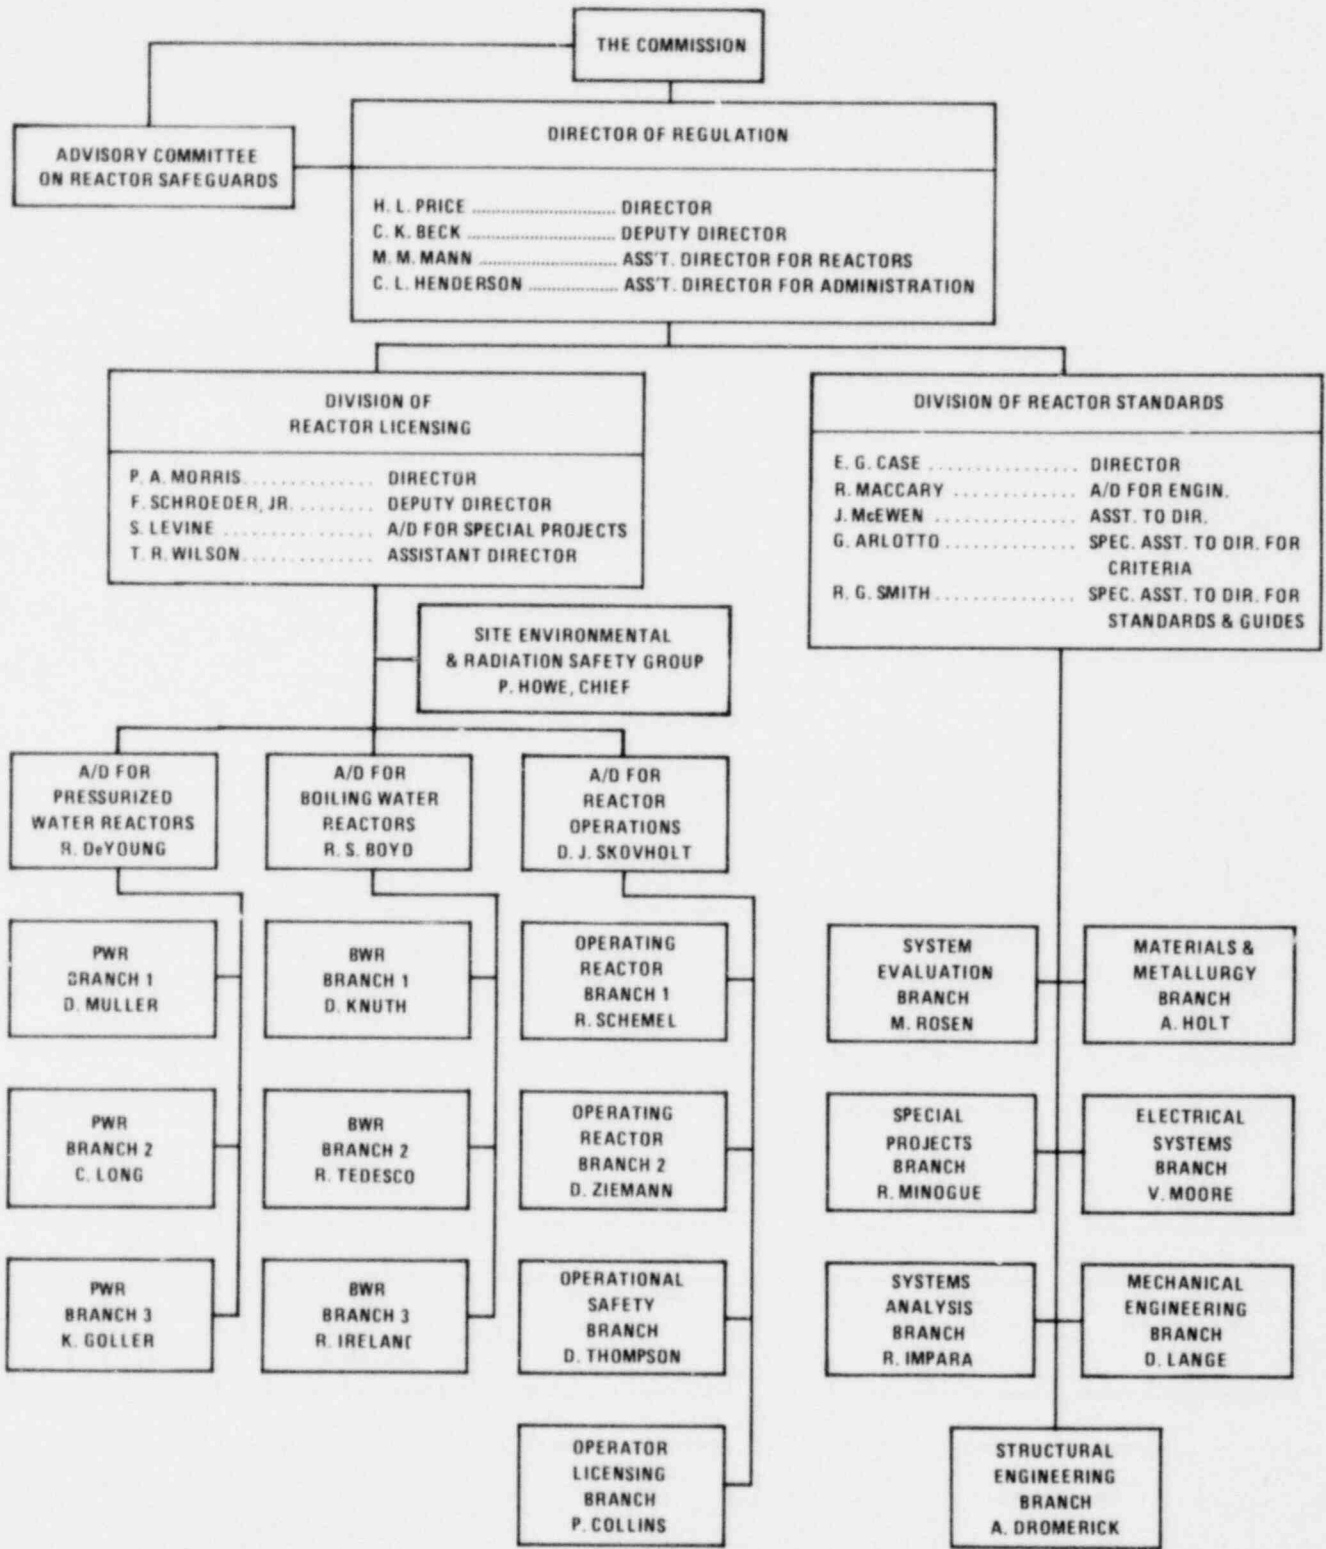 THE COMMISSION
ADVISORY COMMITTEE
ON REACTOR SAFEGUARDS
DIRECTOR OF REGULATION
H. L. PRICE ............................ DIRECTOR
C. K. BECK ............................. DEPUTY DIRECTOR
M. M. MANN ........................... ASS'T. DIRECTOR FOR REACTORS
C. L. HENDERSON ................. ASS'T. DIRECTOR FOR ADMINISTRATION
DIVISION OF
REACTOR LICENSING
P. A. MORRIS............... DIRECTOR
F. SCHROEDER, JR. ........ DEPUTY DIRECTOR
S. LEVINE ................ A/D FOR SPECIAL PROJECTS
T. R. WILSON.............. ASSISTANT DIRECTOR
DIVISION OF REACTOR STANDARDS
E. G. CASE ............... DIRECTOR
R. MACCARY ............. A/D FOR ENGIN.
J. McEWEN .............. ASST. TO DIR.
G. ARLOTTO ............. SPEC. ASST. TO DIR. FOR
CRITERIA
R. G. SMITH .............. SPEC. ASST. TO DIR. FOR
STANDARDS & GUIDES
SITE ENVIRONMENTAL
& RADIATION SAFETY GROUP
P. HOWE, CHIEF
A/D FOR
PRESSURIZED
WATER REACTORS
R. DeYOUNG
A/D FOR
BOILING WATER
REACTORS
R. S. BOYD
A/D FOR
REACTOR
OPERATIONS
D. J. SKOVHOLT
PWR
BRANCH 1
D. MULLER
BWR
BRANCH 1
D. KNUTH
OPERATING
REACTOR
BRANCH 1
R. SCHEMEL
SYSTEM
EVALUATION
BRANCH
M. ROSEN
MATERIALS &
METALLURGY
BRANCH
A. HOLT
PWR
BRANCH 2
C. LONG
BWR
BRANCH 2
R. TEDESCO
OPERATING
REACTOR
BRANCH 2
D. ZIEMANN
SPECIAL
PROJECTS
BRANCH
R. MINOGUE
ELECTRICAL
SYSTEMS
BRANCH
V. MOORE
PWR
BRANCH 3
K. GOLLER
BWR
BRANCH 3
R. IRELAND
OPERATIONAL
SAFETY
BRANCH
D. THOMPSON
SYSTEMS
ANALYSIS
BRANCH
R. IMPARA
MECHANICAL
ENGINEERING
BRANCH
D. LANGE
OPERATOR
LICENSING
BRANCH
P. COLLINS
STRUCTURAL
ENGINEERING
BRANCH
A. DROMERICK